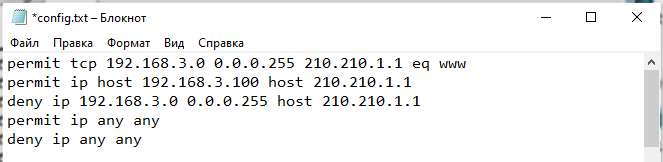 *config.txt – Блокнот
Файл Правка Формат Вид Справка
permit tcp 192.168.3.0 0.0.0.255 210.210.1.1 eq www
permit ip host 192.168.3.100 host 210.210.1.1
deny ip 192.168.3.0 0.0.0.255 host 210.210.1.1
permit ip any any
deny ip any any